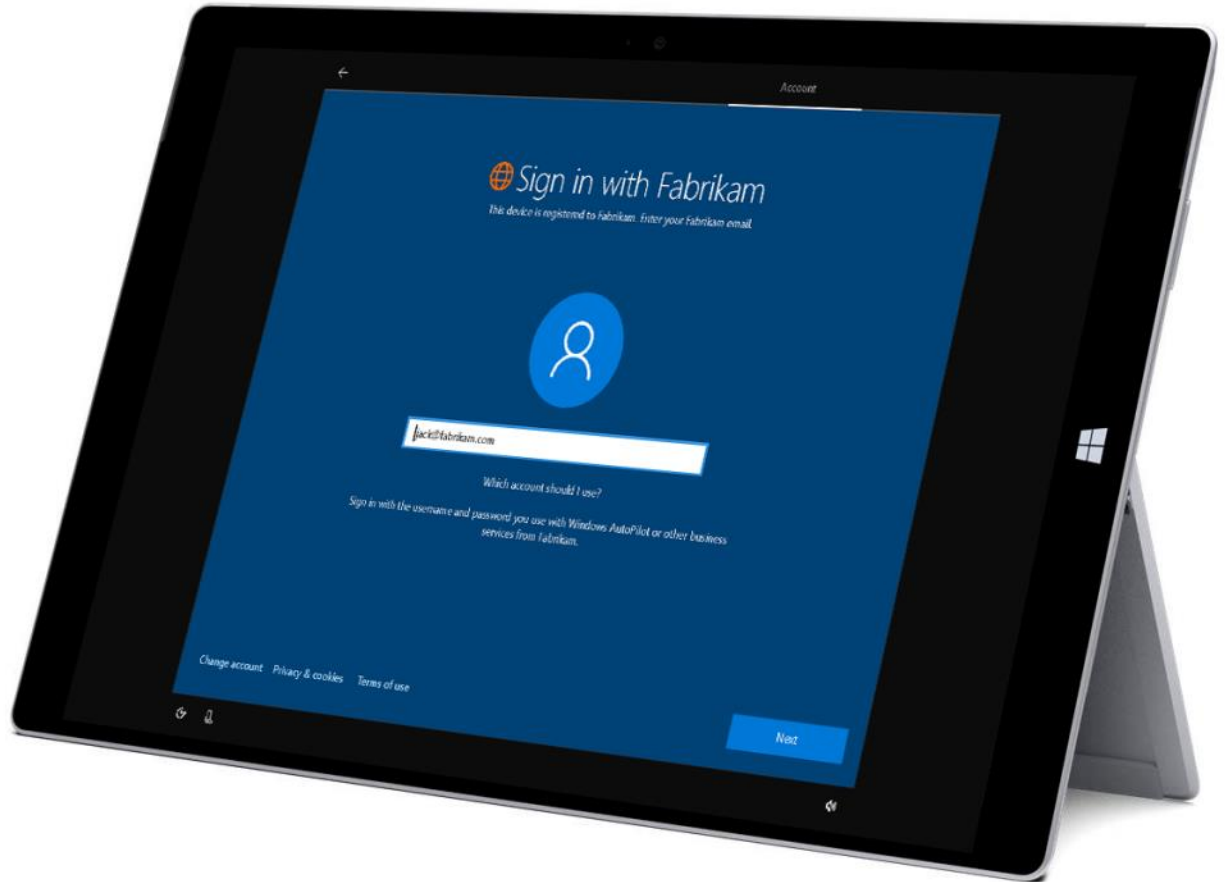 Account
Sign in with Fabrikam
This device is registered to Fabrikam. Enter your Fabrikam email.
jack@fabrikam.com
Which account should I use?
Sign in with the username and password you use with Windows AutoPilot or other business
services from Fabrikam.
Change account Privacy & cookies Terms of use
Next